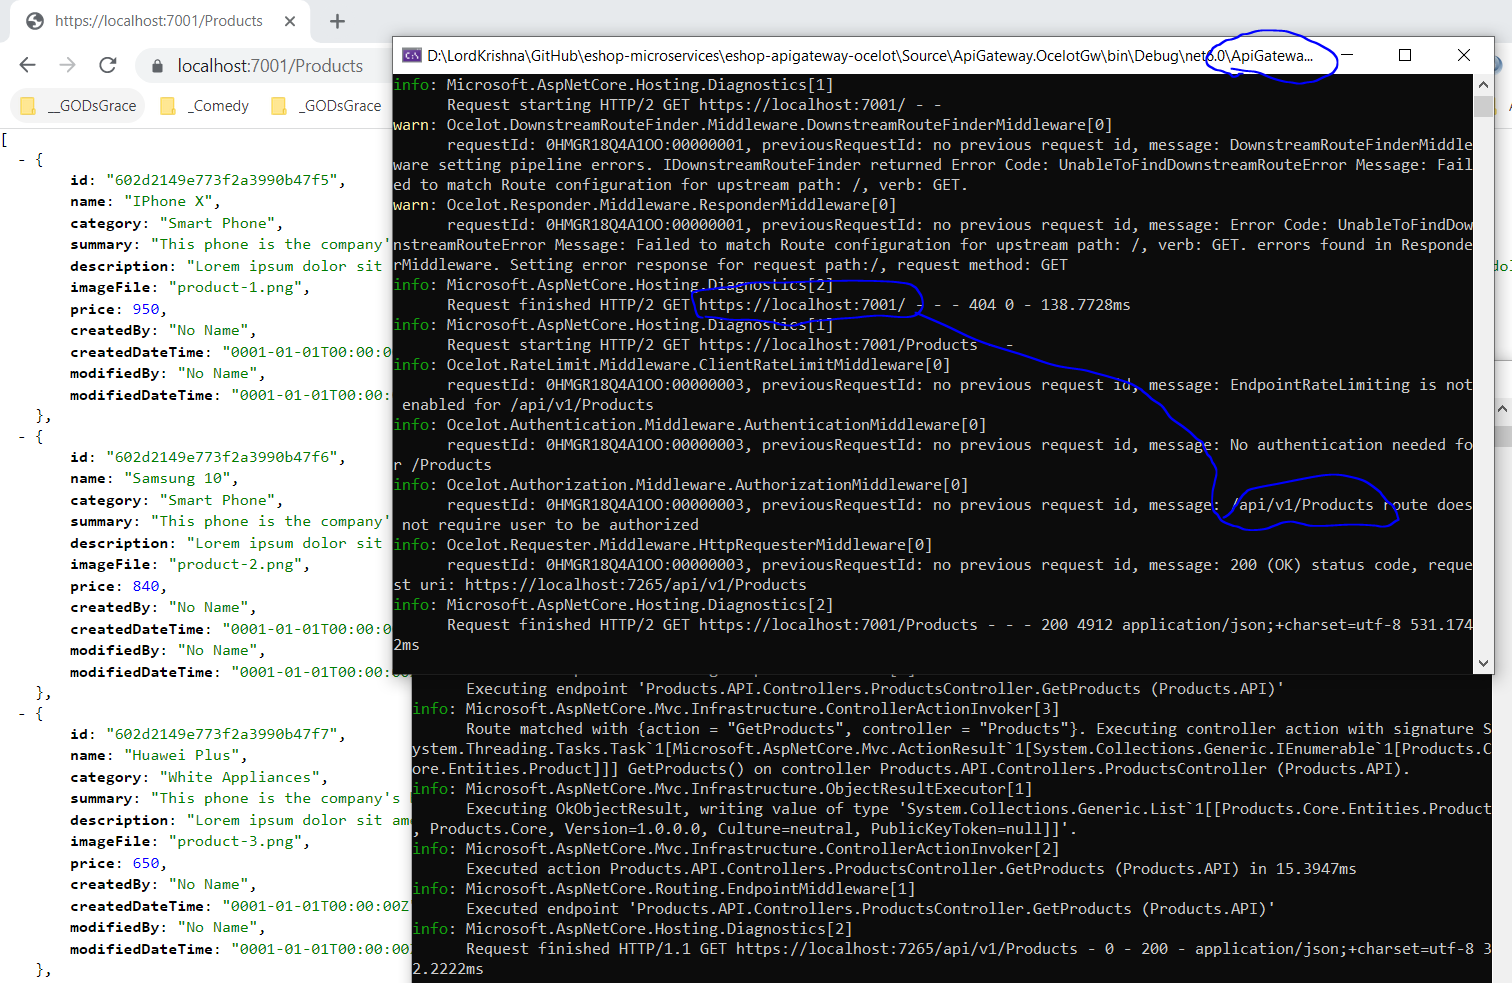 https://localhost:7001/Products
localhost:7001/Products
__GODsGrace
_Comedy
_GODsGrace
[
- {
id: "602d2149e773f2a3990b47f5",
name: "IPhone X",
category: "Smart Phone",
summary: "This phone is the company'
description: "Lorem ipsum dolor sit
imageFile: "product-1.png",
price: 950,
createdBy: "No Name",
createdDateTime: "0001-01-01T00:00:0
modifiedBy: "No Name",
modifiedDateTime: "0001-01-01T00:00:
},
- {
id: "602d2149e773f2a3990b47f6",
name: "Samsung 10",
category: "Smart Phone",
summary: "This phone is the company'
description: "Lorem ipsum dolor sit
imageFile: "product-2.png",
price: 840,
createdBy: "No Name",
createdDateTime: "0001-01-01T00:00:0
modifiedBy: "No Name",
modifiedDateTime: "0001-01-01T00:00:00
},
- {
id: "602d2149e773f2a3990b47f7",
name: "Huawei Plus",
category: "White Appliances",
summary: "This phone is the company's
description: "Lorem ipsum dolor sit am
imageFile: "product-3.png",
price: 650,
createdBy: "No Name",
createdDateTime: "0001-01-01T00:00:00Z
modifiedBy: "No Name",
modifiedDateTime: "0001-01-01T00:00:00
},
D:\LordKrishna\GitHub\eshop-microservices\eshop-apigateway-ocelot\Source\ApiGateway.OcelotGw\bin\Debug\net6.0\ApiGatewa...
info: Microsoft.AspNetCore.Hosting.Diagnostics[1]
Request starting HTTP/2 GET https://localhost:7001/ - -
warn: Ocelot.DownstreamRouteFinder.Middleware.DownstreamRouteFinderMiddleware[0]
requestId: 0HMGR18Q4A1OO:00000001, previousRequestId: no previous request id, message: DownstreamRouteFinderMiddle
ware setting pipeline errors. IDownstreamRouteFinder returned Error Code: UnableToFindDownstreamRouteError Message: Fail
ed to match Route configuration for upstream path: /, verb: GET.
warn: Ocelot.Responder.Middleware.ResponderMiddleware[0]
requestId: 0HMGR18Q4A1OO:00000001, previousRequestId: no previous request id, message: Error Code: UnableToFindDow
nstreamRouteError Message: Failed to match Route configuration for upstream path: /, verb: GET. errors found in Responde
rMiddleware. Setting error response for request path:/, request method: GET
info: Microsoft.AspNetCore.Hosting.Diagnostics[2]
Request finished HTTP/2 GET https://localhost:7001/ - - - 404 0 - 138.7728ms
info: Microsoft.AspNetCore.Hosting.Diagnostics[1]
Request starting HTTP/2 GET https://localhost:7001/Products - -
info: Ocelot.RateLimit.Middleware.ClientRateLimitMiddleware[0]
requestId: 0HMGR18Q4A1OO:00000003, previousRequestId: no previous request id, message: EndpointRateLimiting is not
enabled for /api/v1/Products
info: Ocelot.Authentication.Middleware.AuthenticationMiddleware[0]
requestId: 0HMGR18Q4A1OO:00000003, previousRequestId: no previous request id, message: No authentication needed fo
r /Products
info: Ocelot.Authorization.Middleware.AuthorizationMiddleware[0]
requestId: 0HMGR18Q4A1OO:00000003, previousRequestId: no previous request id, message: /api/v1/Products route does
not require user to be authorized
info: Ocelot.Requester.Middleware.HttpRequesterMiddleware[0]
requestId: 0HMGR18Q4A1OO:00000003, previousRequestId: no previous request id, message: 200 (OK) status code, reque
st uri: https://localhost:7265/api/v1/Products
info: Microsoft.AspNetCore.Hosting.Diagnostics[2]
Request finished HTTP/2 GET https://localhost:7001/Products - - - 200 4912 application/json;+charset=utf-8 531.174
2ms
Executing endpoint 'Products.API.Controllers.ProductsController.GetProducts (Products.API)'
info: Microsoft.AspNetCore.Mvc.Infrastructure.ControllerActionInvoker[3]
Route matched with {action = "GetProducts", controller = "Products"}. Executing controller action with signature S
ystem.Threading.Tasks.Task`1[Microsoft.AspNetCore.Mvc.ActionResult`1[System.Collections.Generic.IEnumerable`1[Products.C
ore.Entities.Product]]] GetProducts() on controller Products.API.Controllers.ProductsController (Products.API).
info: Microsoft.AspNetCore.Mvc.Infrastructure.ObjectResultExecutor[1]
Executing OkObjectResult, writing value of type 'System.Collections.Generic.List`1[[Products.Core.Entities.Product
, Products.Core, Version=1.0.0.0, Culture=neutral, PublicKeyToken=null]]'.
info: Microsoft.AspNetCore.Mvc.Infrastructure.ControllerActionInvoker[2]
Executed action Products.API.Controllers.ProductsController.GetProducts (Products.API) in 15.3947ms
info: Microsoft.AspNetCore.Routing.EndpointMiddleware[1]
Executed endpoint 'Products.API.Controllers.ProductsController.GetProducts (Products.API)'
info: Microsoft.AspNetCore.Hosting.Diagnostics[2]
Request finished HTTP/1.1 GET https://localhost:7265/api/v1/Products - 0 - 200 - application/json;+charset=utf-8 3
2.2222ms